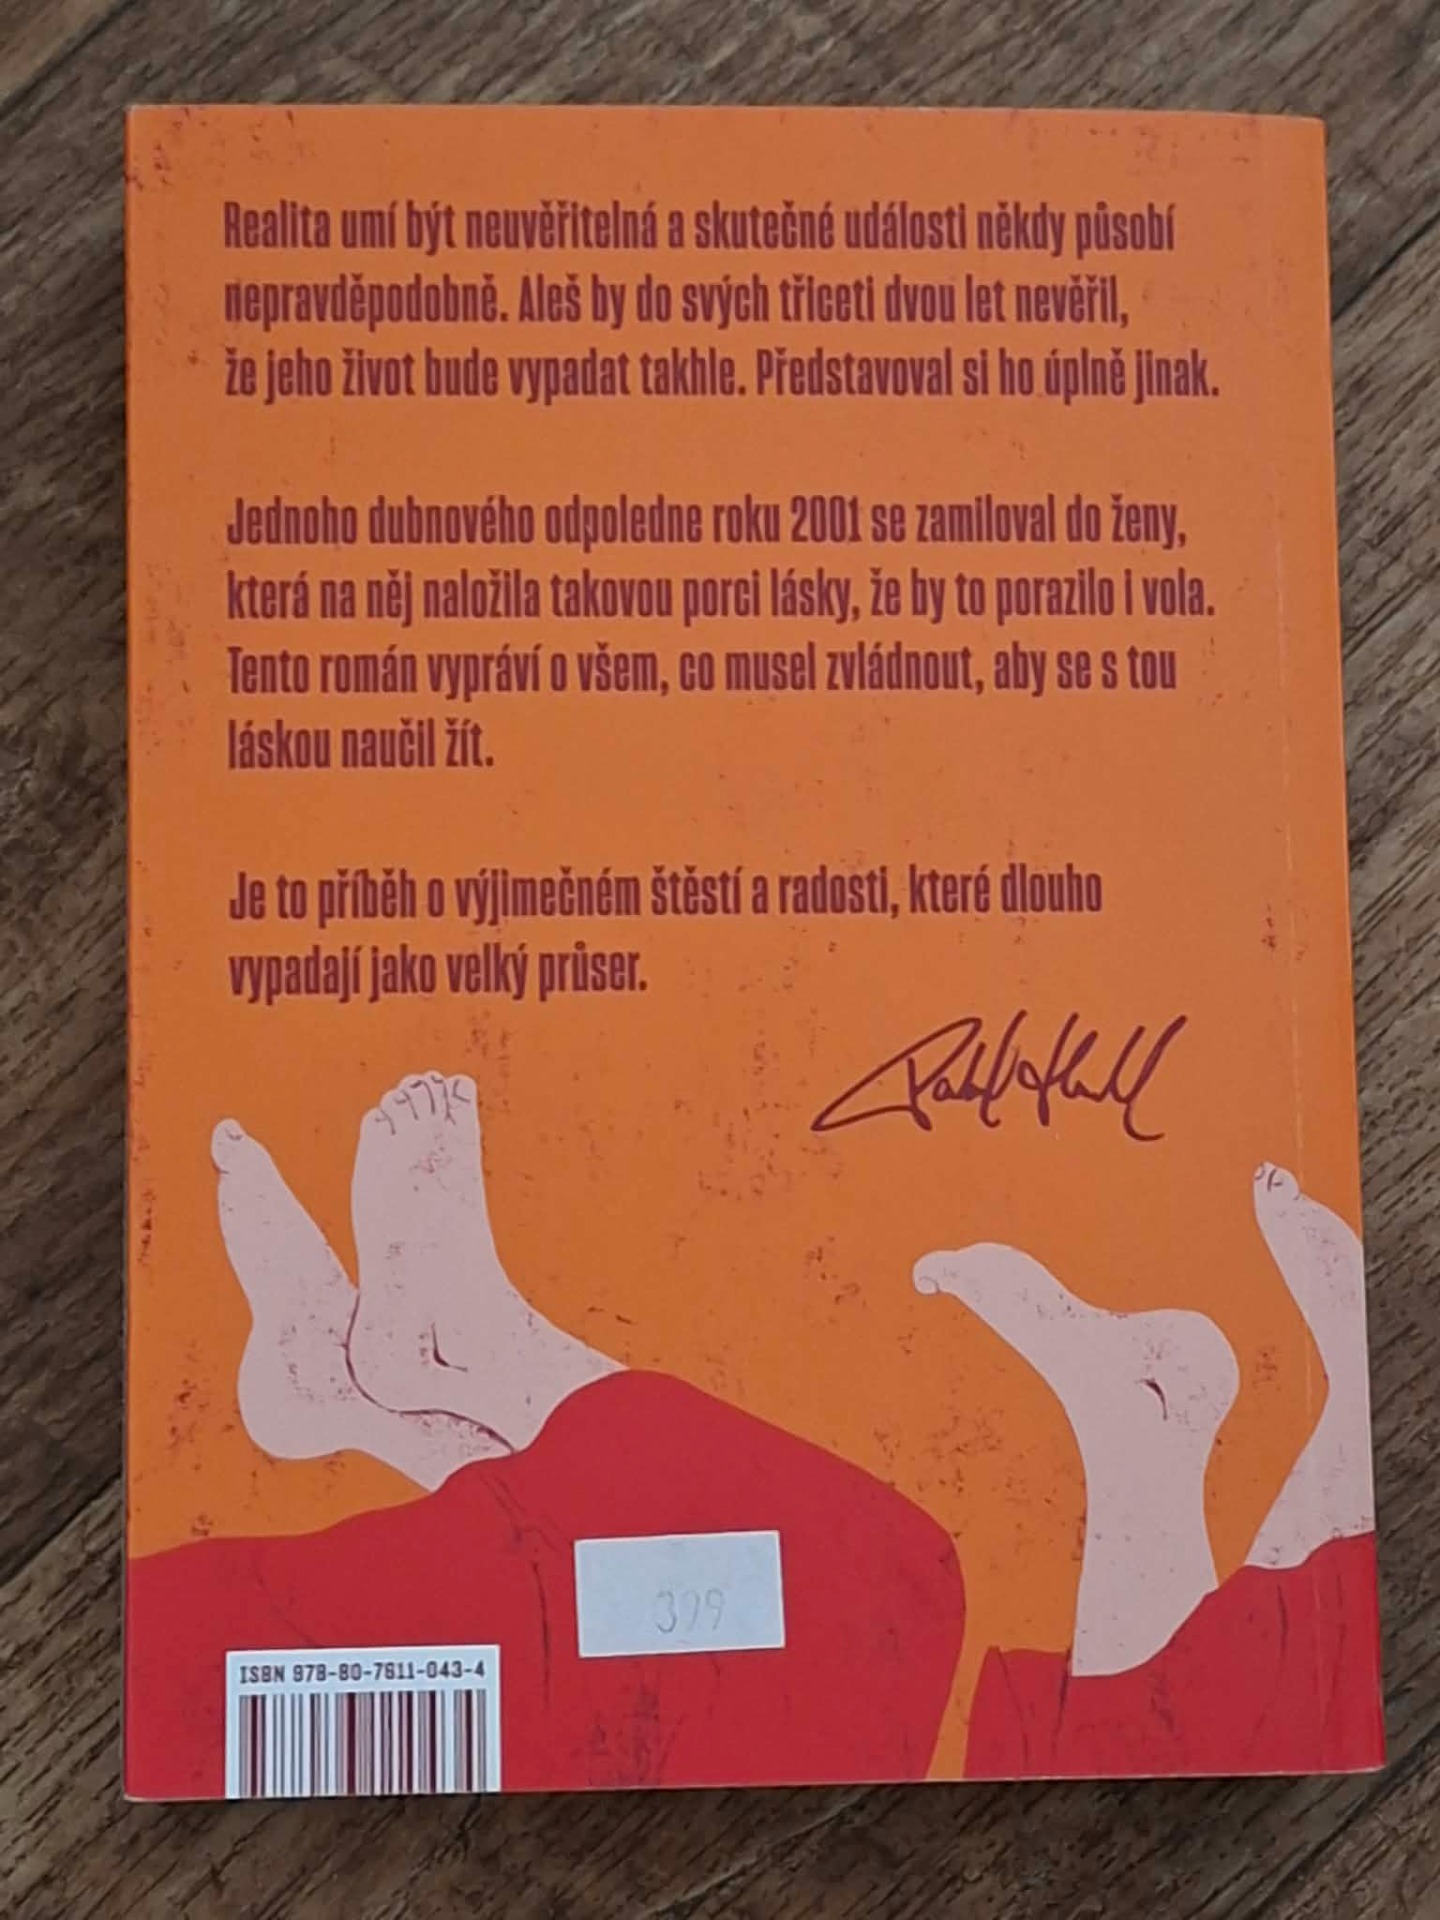 Realita umí být neuvěřitelná a skutečné události někdy působí
nepravděpodobně. Aleš by do svých třiceti dvou let nevěřil,
že jeho život bude vypadat takhle. Představoval si ho úplně jinak.
Jednoho dubnového odpoledne roku 2001 se zamiloval do ženy,
která na něj naložila takovou porci lásky, že by to porazilo i vola.
Tento román vypráví o všem, co musel zvládnout, aby se s tou
láskou naučil žít.
Je to příběh o výjimečném štěstí a radosti, které dlouho
vypadají jako velký průser.
399
ISBN 978-80-7611-043-4